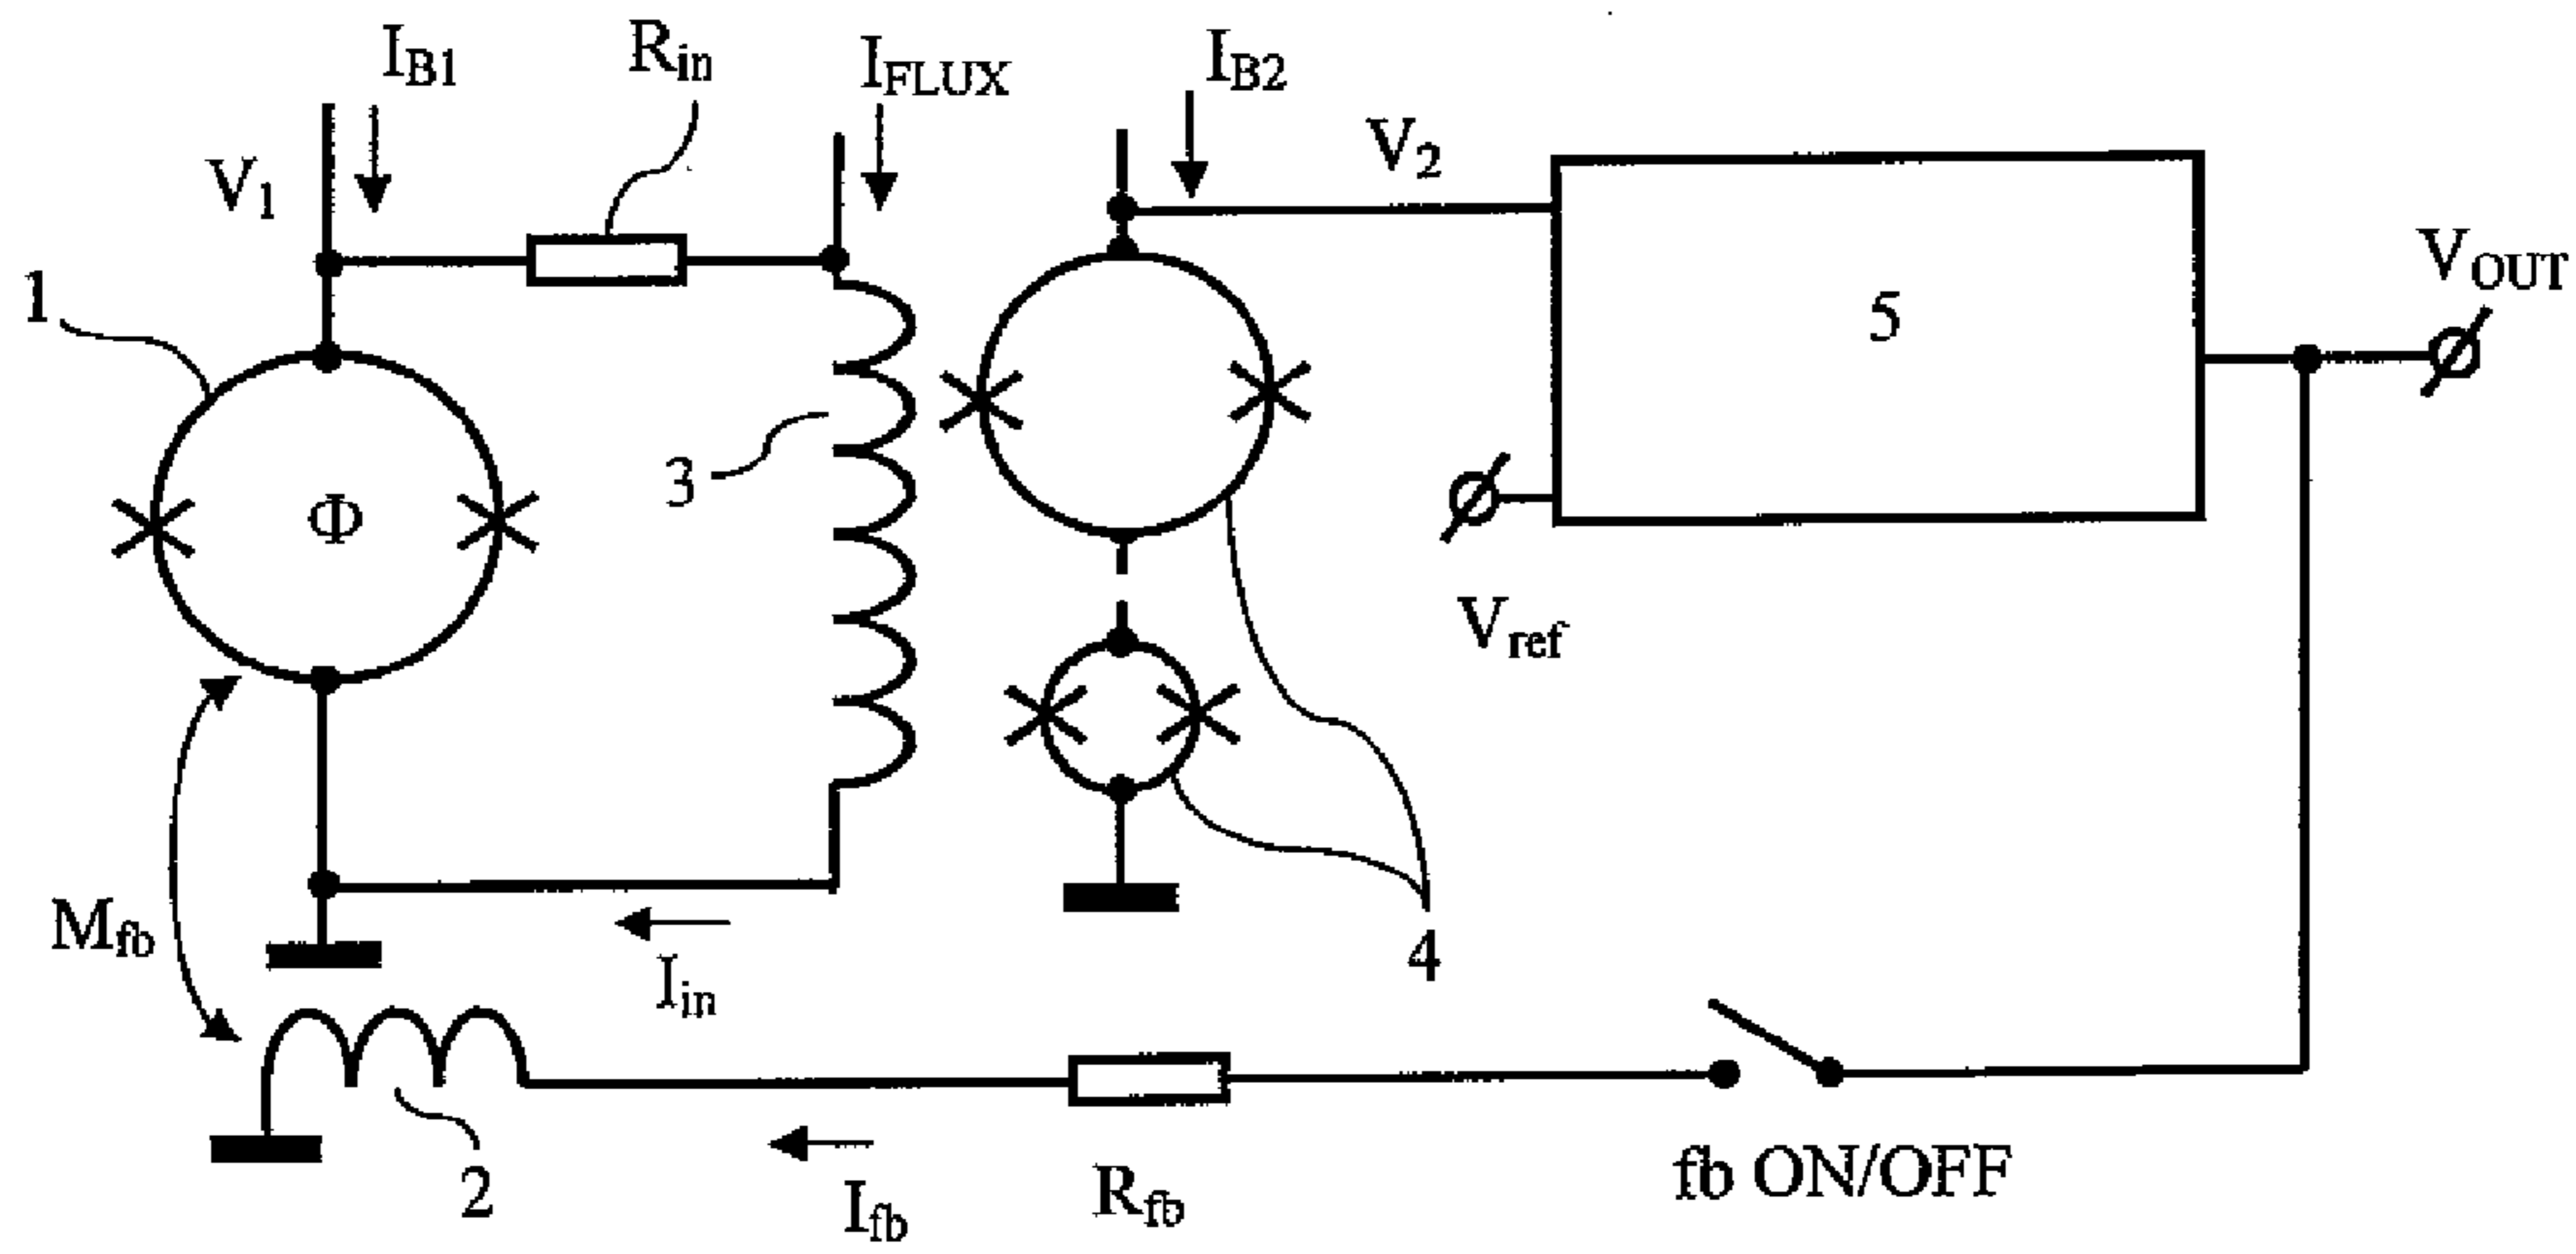 I_B1
R_in
I_FLUX
I_B2
V_1
V_2
V_OUT
1
5
3
Φ
V_ref
M_fb
4
I_in
fb ON/OFF
2
I_fb
R_fb